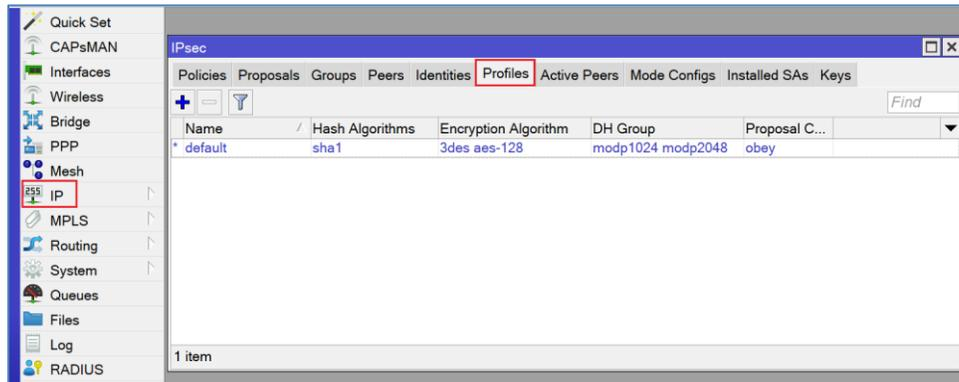 Quick Set
CAPsMAN
Interfaces
Wireless
Bridge
PPP
Mesh
255
IP
MPLS
Routing
System
Queues
Files
Log
RADIUS
IPsec
Policies Proposals Groups Peers Identities Profiles Active Peers Mode Configs Installed SAs Keys
Find
Name Hash Algorithms Encryption Algorithm DH Group Proposal C...
* default sha1 3des aes-128 modp1024 modp2048 obey
1 item